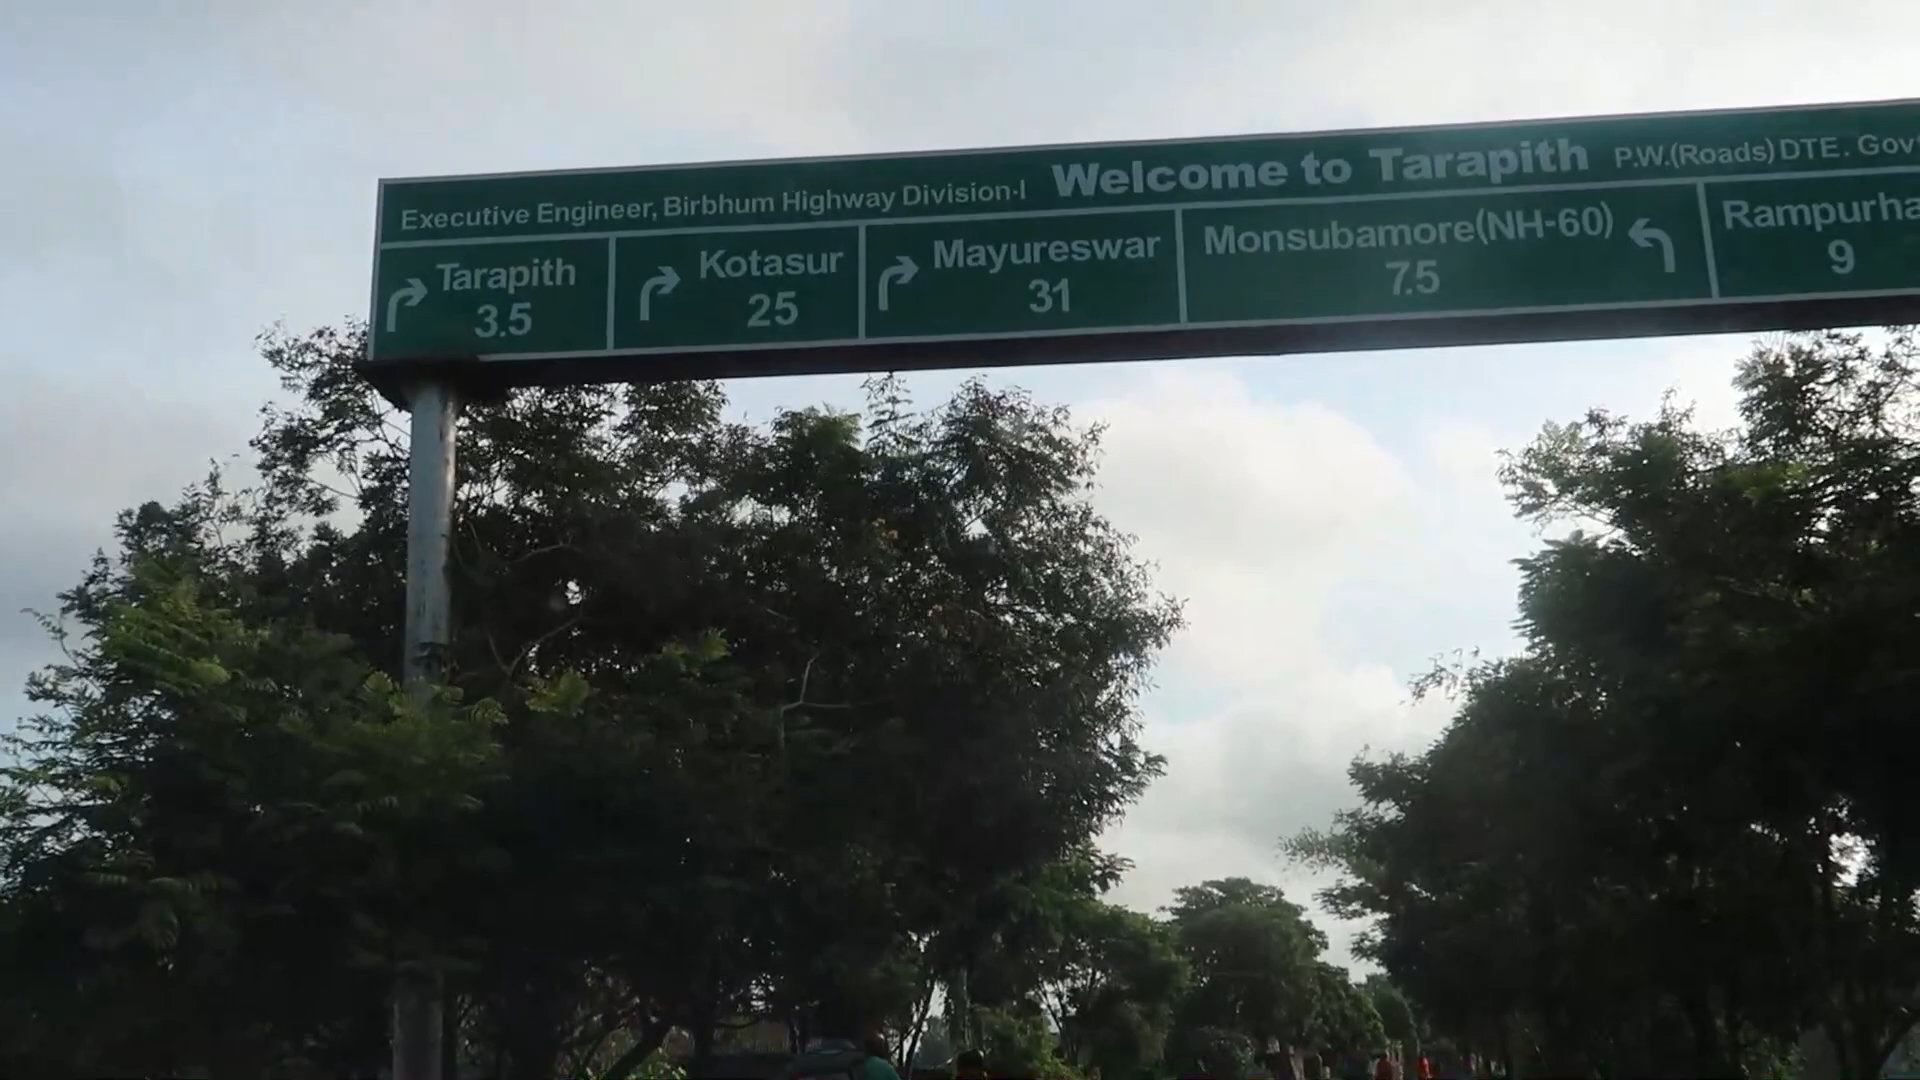 Executive Engineer, Birbhum Highway Division-I Welcome to Tarapith P.W.(Roads) DTE.
Tarapith
3.5
Kotasur
25
Mayureswar
31
Monsubamore(NH-60)
7.5
9